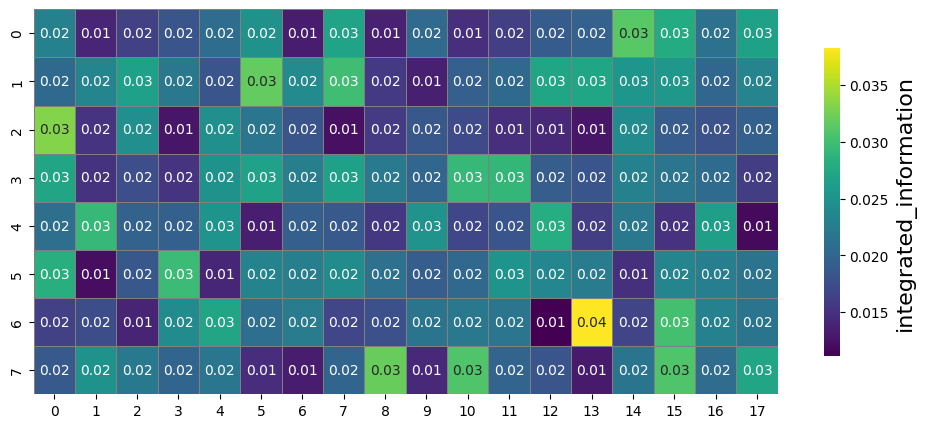 0 0.02 0.01 0.02 0.02 0.02 0.02 0.01 0.03 0.01 0.02 0.01 0.02 0.02 0.02 0.03 0.03 0.02 0.03
1 0.02 0.02 0.03 0.02 0.02 0.03 0.02 0.03 0.02 0.01 0.02 0.02 0.03 0.03 0.03 0.03 0.02 0.02
2 0.03 0.02 0.02 0.01 0.02 0.02 0.02 0.01 0.02 0.02 0.02 0.01 0.01 0.01 0.02 0.02 0.02 0.02
3 0.03 0.02 0.02 0.02 0.02 0.03 0.02 0.03 0.02 0.02 0.03 0.03 0.02 0.02 0.02 0.02 0.02 0.02
4 0.02 0.03 0.02 0.02 0.02 0.01 0.02 0.02 0.02 0.03 0.02 0.02 0.03 0.02 0.02 0.02 0.03 0.01
5 0.03 0.01 0.02 0.03 0.01 0.02 0.02 0.02 0.02 0.02 0.02 0.03 0.02 0.02 0.01 0.02 0.02 0.02
6 0.02 0.02 0.01 0.02 0.03 0.02 0.02 0.02 0.02 0.02 0.02 0.02 0.01 0.04 0.02 0.03 0.02 0.02
7 0.02 0.02 0.02 0.02 0.02 0.01 0.01 0.02 0.03 0.01 0.03 0.02 0.02 0.01 0.02 0.03 0.02 0.03
0 1 2 3 4 5 6 7 8 9 10 11 12 13 14 15 16 17
0.035
0.030
0.025
0.020
0.015
integrated_information